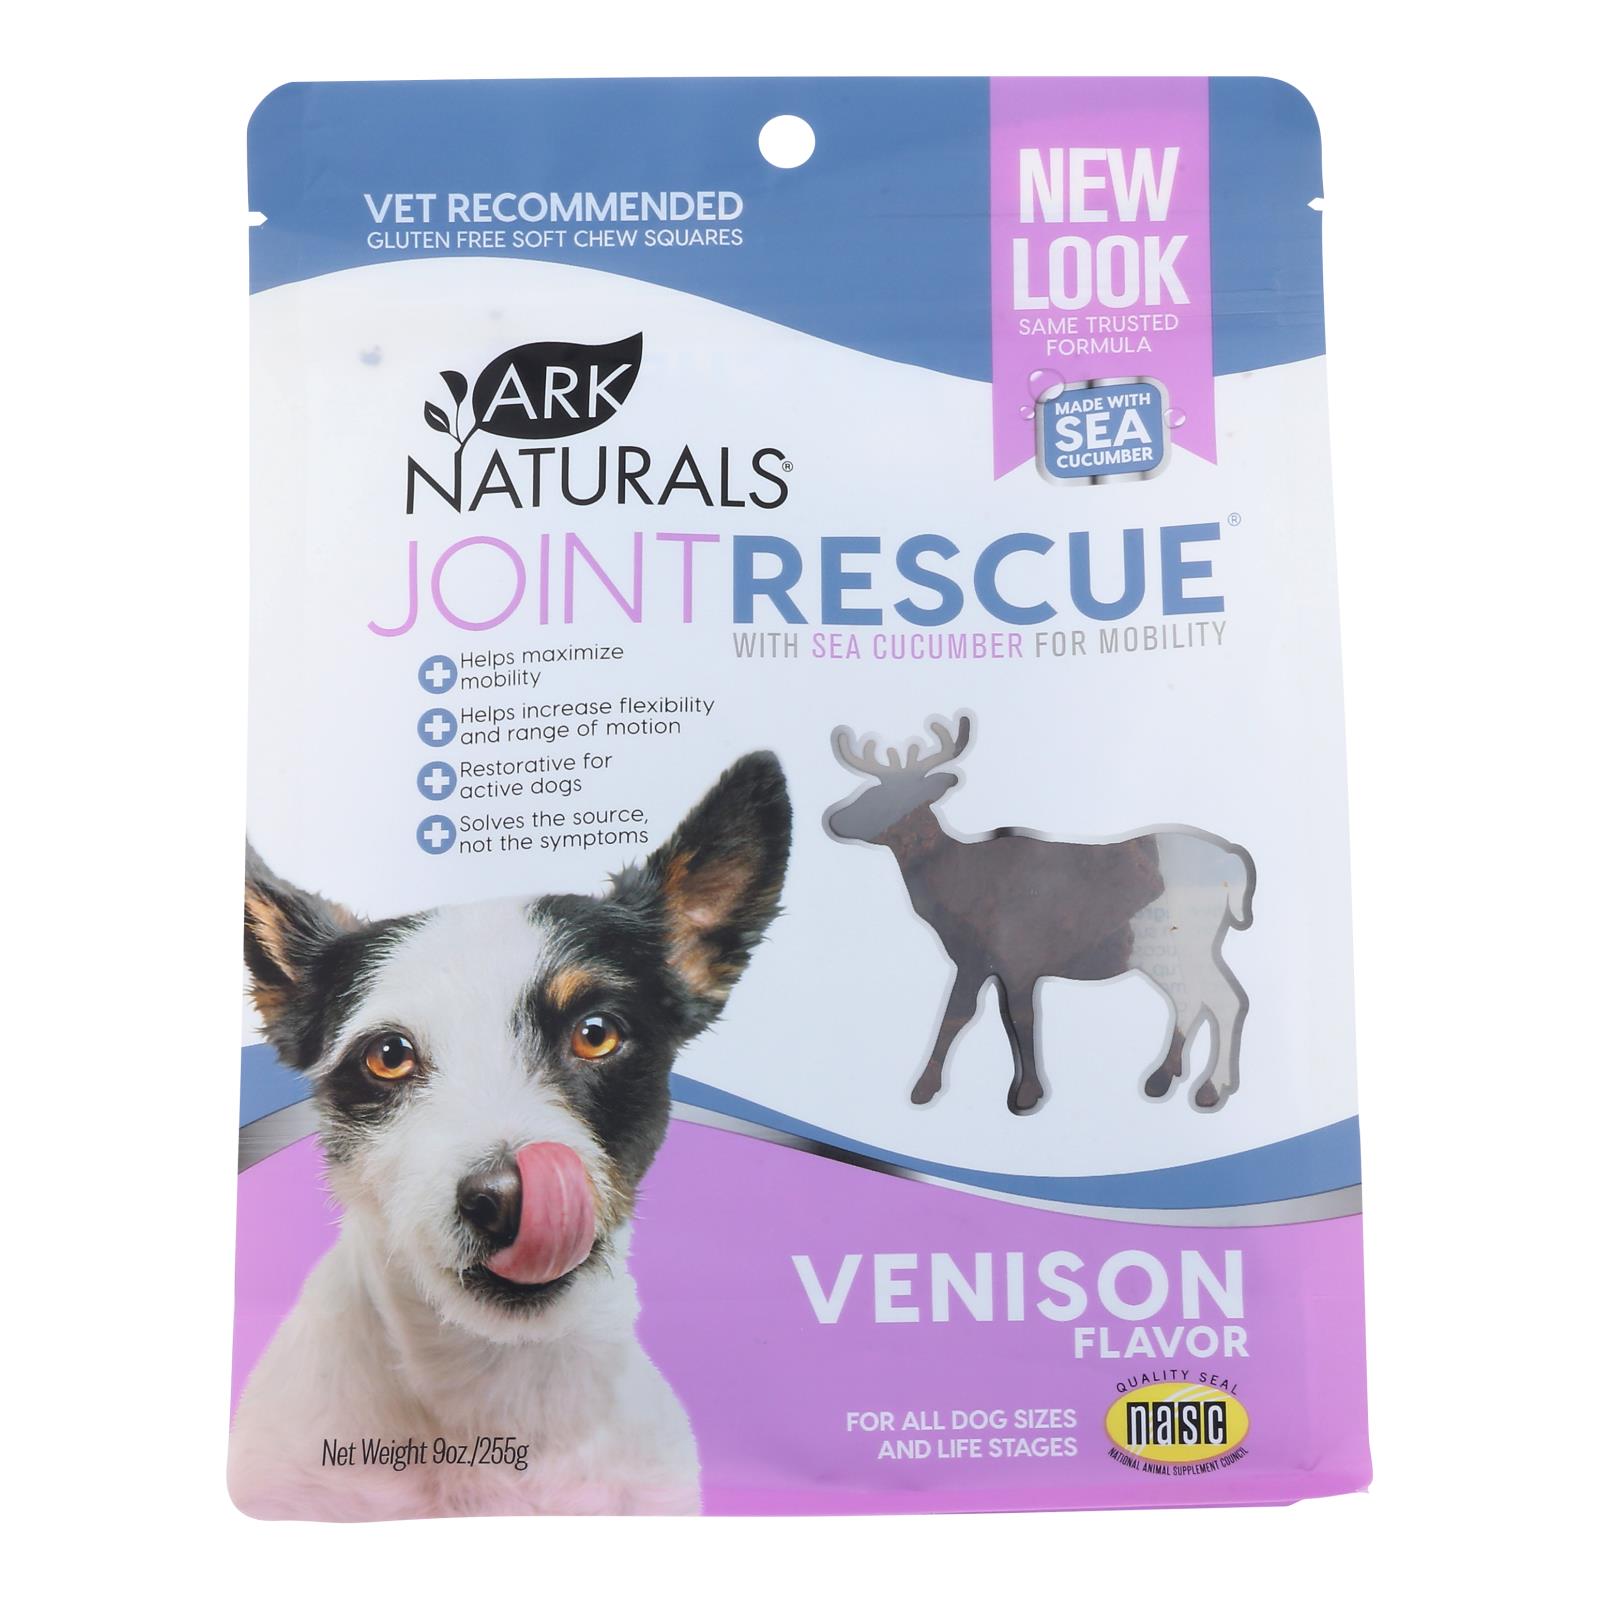 VET RECOMMENDED
GLUTEN FREE SOFT CHEW SQUARES
NEW
LOOK
SAME TRUSTED
FORMULA
MADE WITH
SEA
CUCUMBER
ARK
NATURALS®
JOINTRESCUE®
WITH SEA CUCUMBER FOR MOBILITY
Helps maximize
mobility
Helps increase flexibility
and range of motion
Restorative for
active dogs
Solves the source,
not the symptoms
VENISON
FLAVOR
FOR ALL DOG SIZES
AND LIFE STAGES
QUALITY SEAL
nasc
NATIONAL ANIMAL SUPPLEMENT COUNCIL
Net Weight 9oz./255g